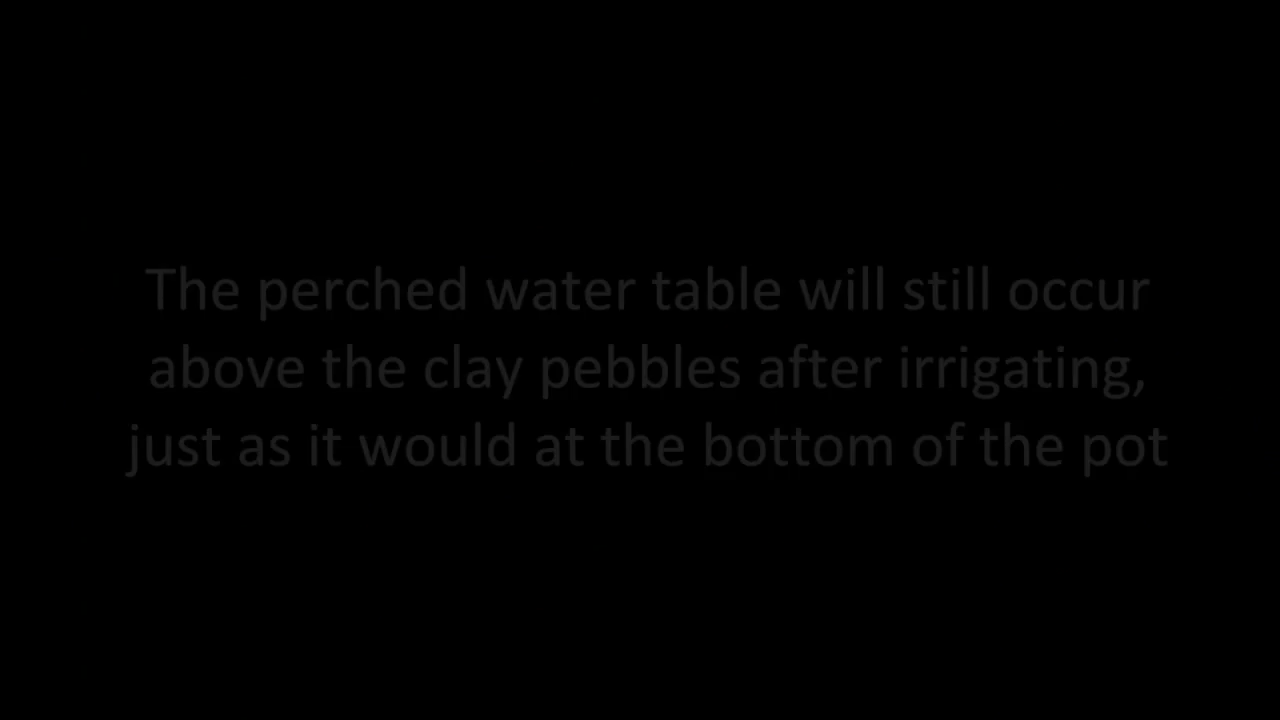 The perched water table will still occur
above the clay pebbles after irrigating,
just as it would at the bottom of the pot